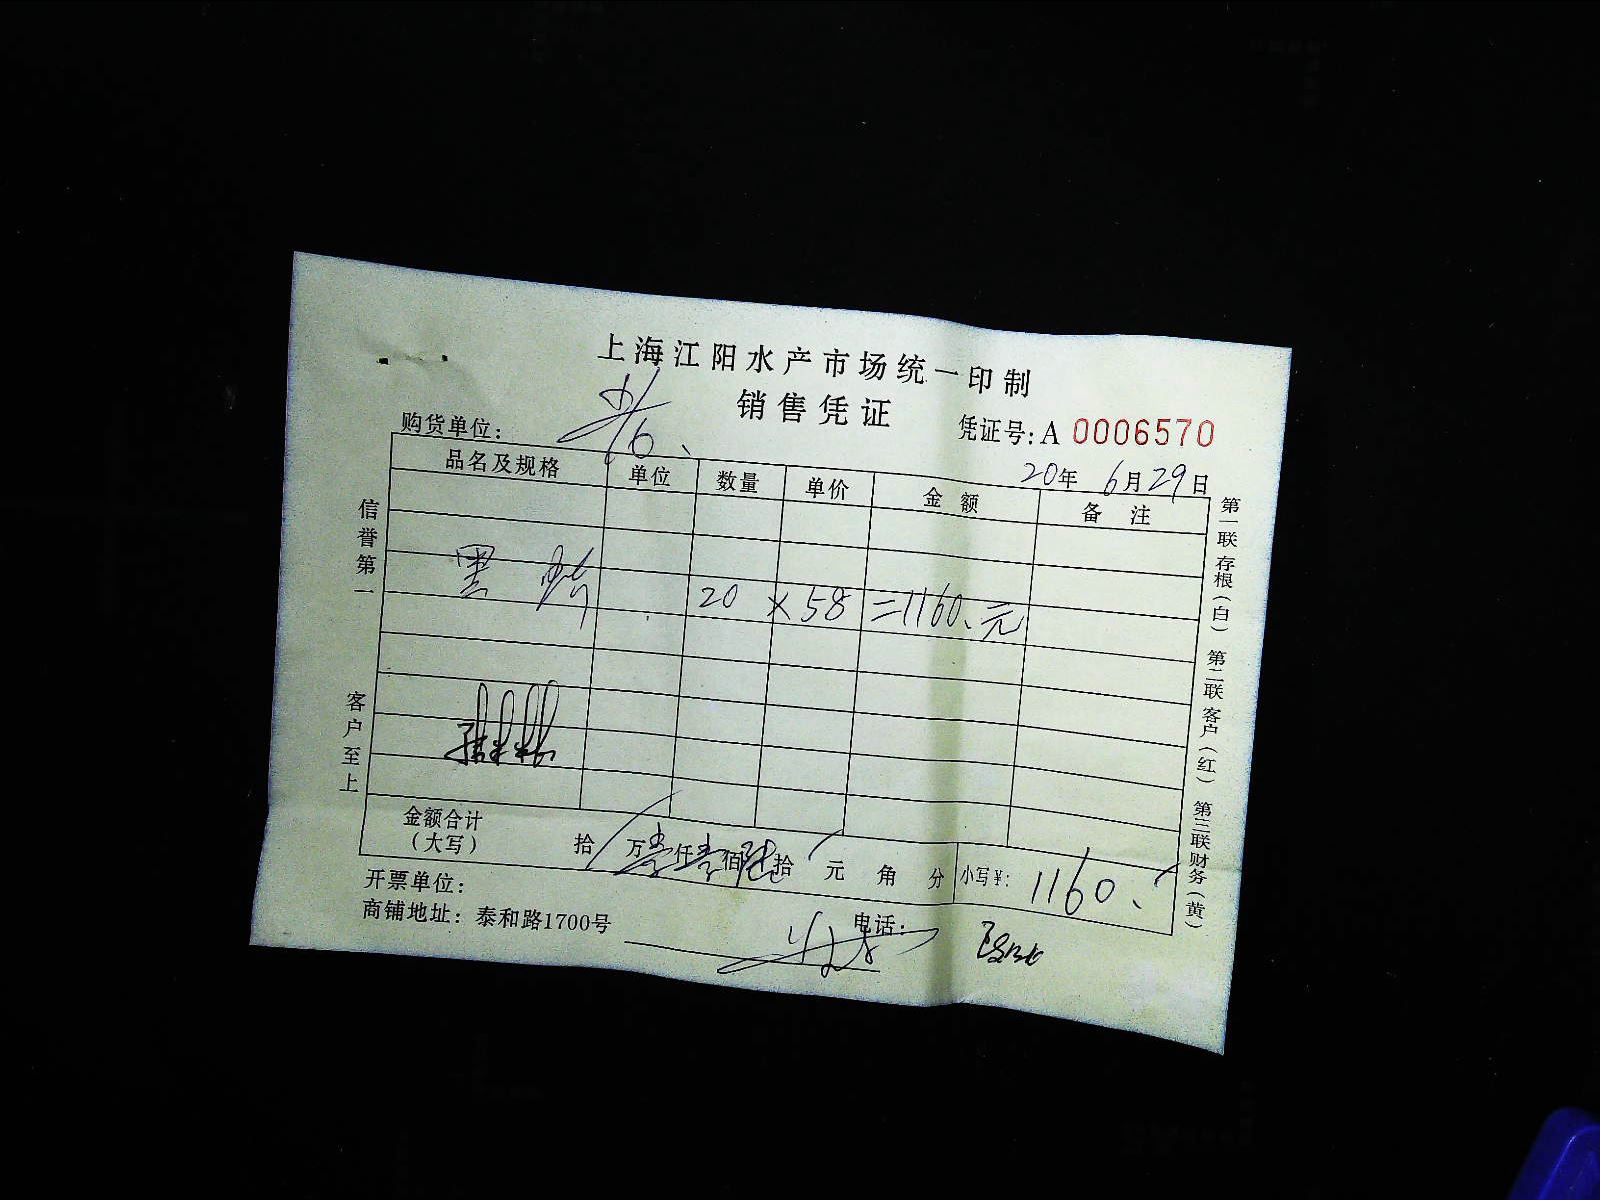 上海江阳水产市场统一印制
销售凭证
购货单位：
凭证号：A 0006570
20年 6月29日
品名及规格 单位 数量 单价 金额 备注
黑 20 × 58 =1160、元
信誉第一
客户至上
第一联 存根（白） 第二联 客户（红） 第三联 财务（黄）
金额合计（大写） 拾 万壹仟壹佰陆拾 元 角 分 小写￥：1160、
开票单位：
商铺地址：泰和路1700号 电话：